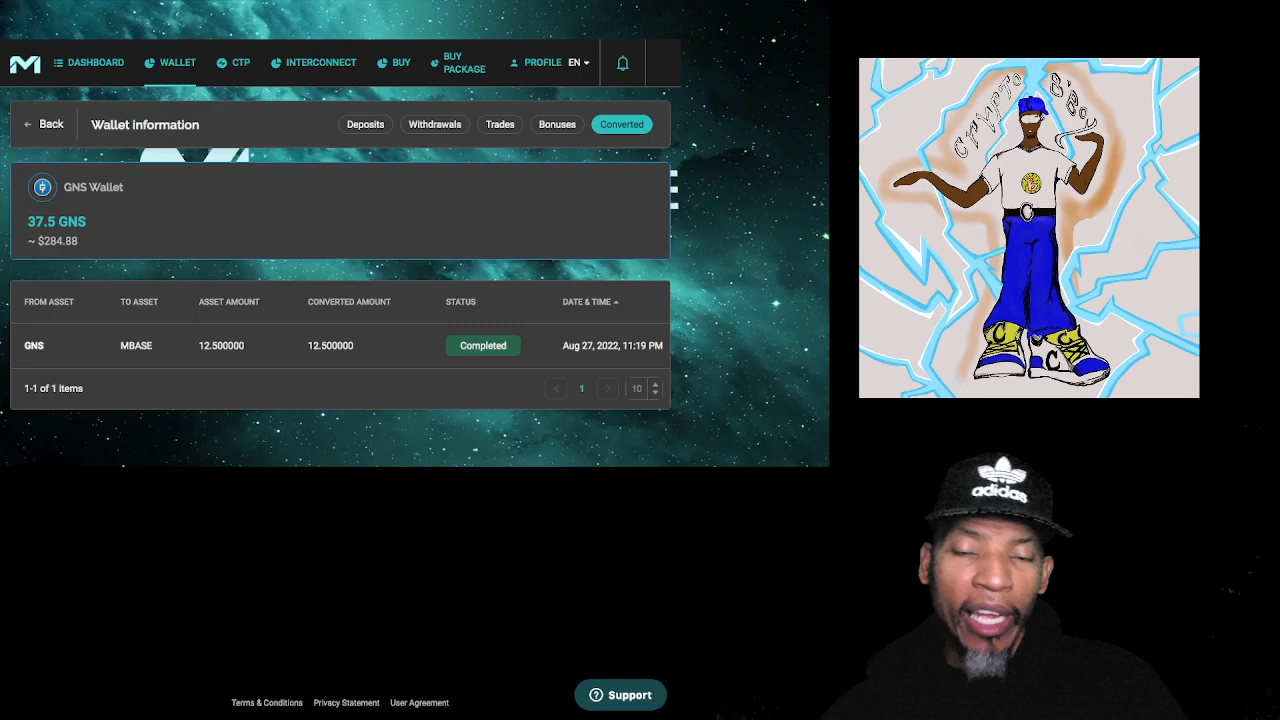 DASHBOARD
WALLET
CTP
INTERCONNECT
BUY
BUY
PACKAGE
PROFILE
EN
Back
Wallet information
Deposits
Withdrawals
Trades
Bonuses
Converted
GNS Wallet
37.5 GNS
~ $284.88
FROM ASSET TO ASSET ASSET AMOUNT CONVERTED AMOUNT STATUS DATE & TIME
GNS MBASE 12.500000 12.500000 Completed Aug 27, 2022, 11:19 PM
1-1 of 1 items
1
10
Terms & Conditions Privacy Statement User Agreement
Support
adidas